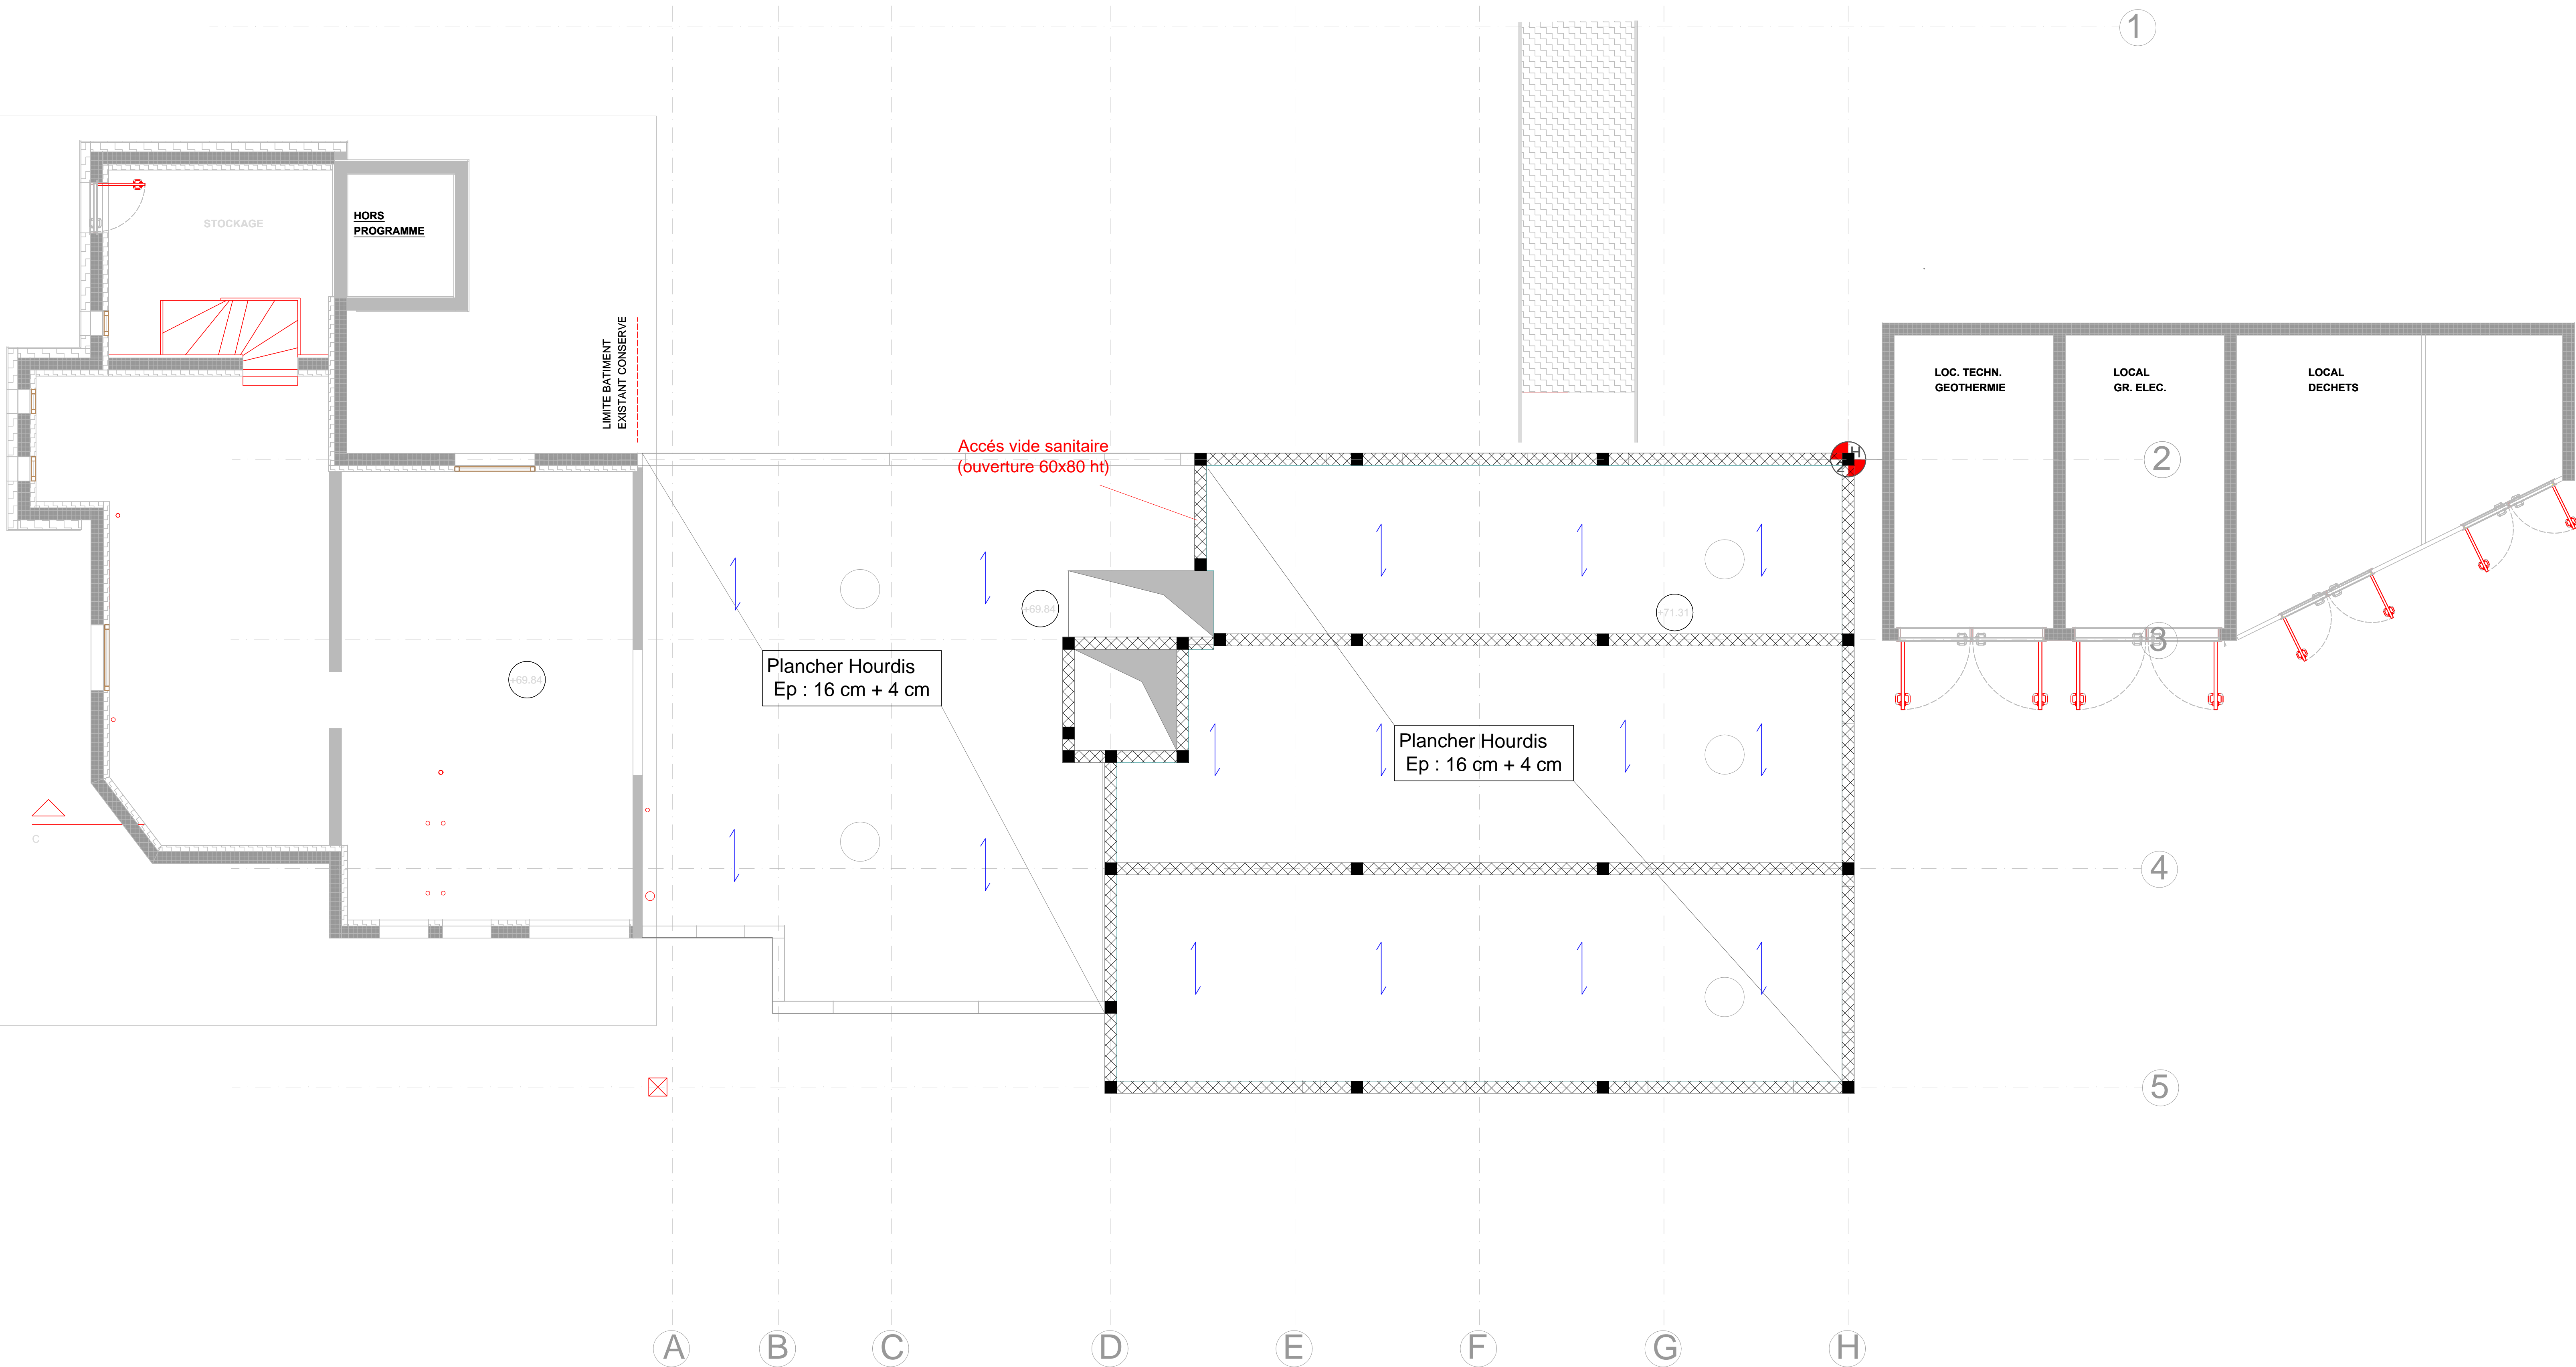 1
STOCKAGE
HORS
PROGRAMME
LIMITE BATIMENT
EXISTANT CONSERVE
LOC. TECHN.
GEOTHERMIE
LOCAL
GR. ELEC.
LOCAL
DECHETS
Accés vide sanitaire
(ouverture 60x80 ht)
H
2
2
+69.84
+71.31
3
+69.84
Plancher Hourdis
Ep : 16 cm + 4 cm
Plancher Hourdis
Ep : 16 cm + 4 cm
C
4
5
A
B
C
D
E
F
G
H